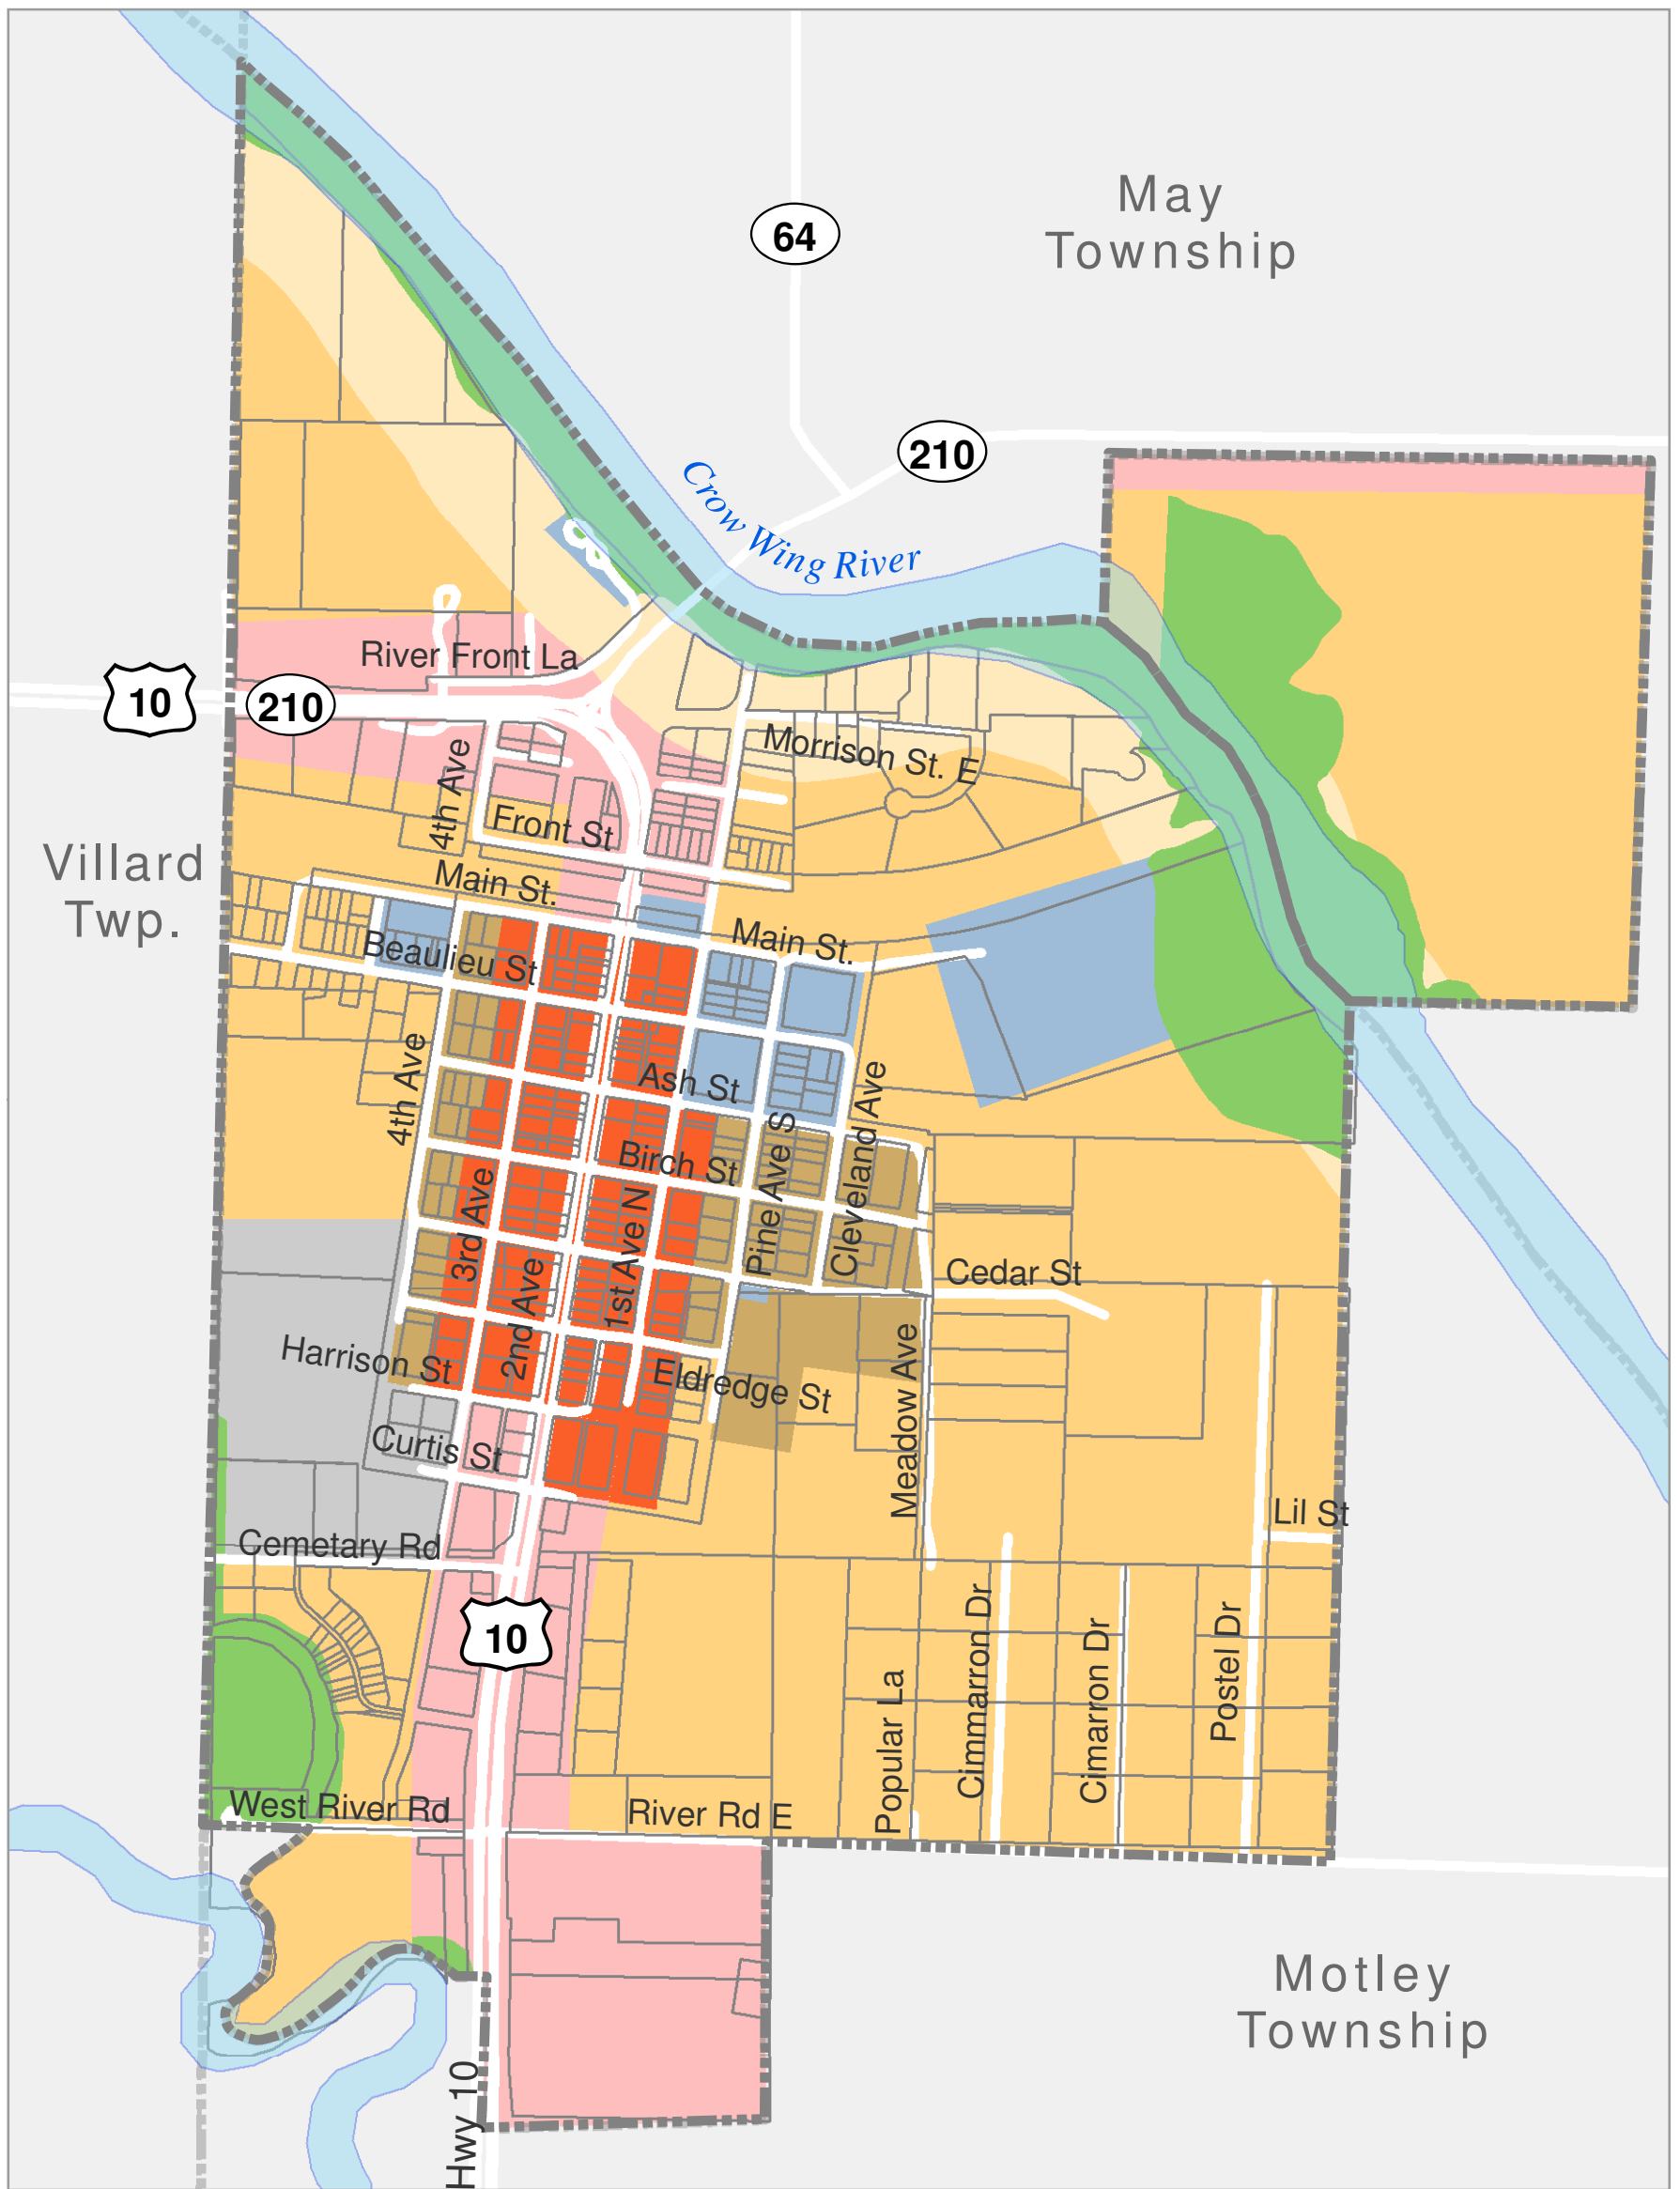 May
Township
64
210
Crow Wing River
River Front La
10
210
Morrison St. E
4th Ave
Front St
Villard
Twp.
Main St.
Main St.
Beaulieu St
4th Ave
Ash St
Cleveland Ave
Pine Ave S
Birch St
3rd Ave
1st Ave N
2nd Ave
Cedar St
Harrison St
Eldredge St
Meadow Ave
Curtis St
Lil St
Cemetary Rd
10
Cimmarron Dr
Cimarron Dr
Postel Dr
Popular La
West River Rd
River Rd E
Motley
Township
Hwy 10